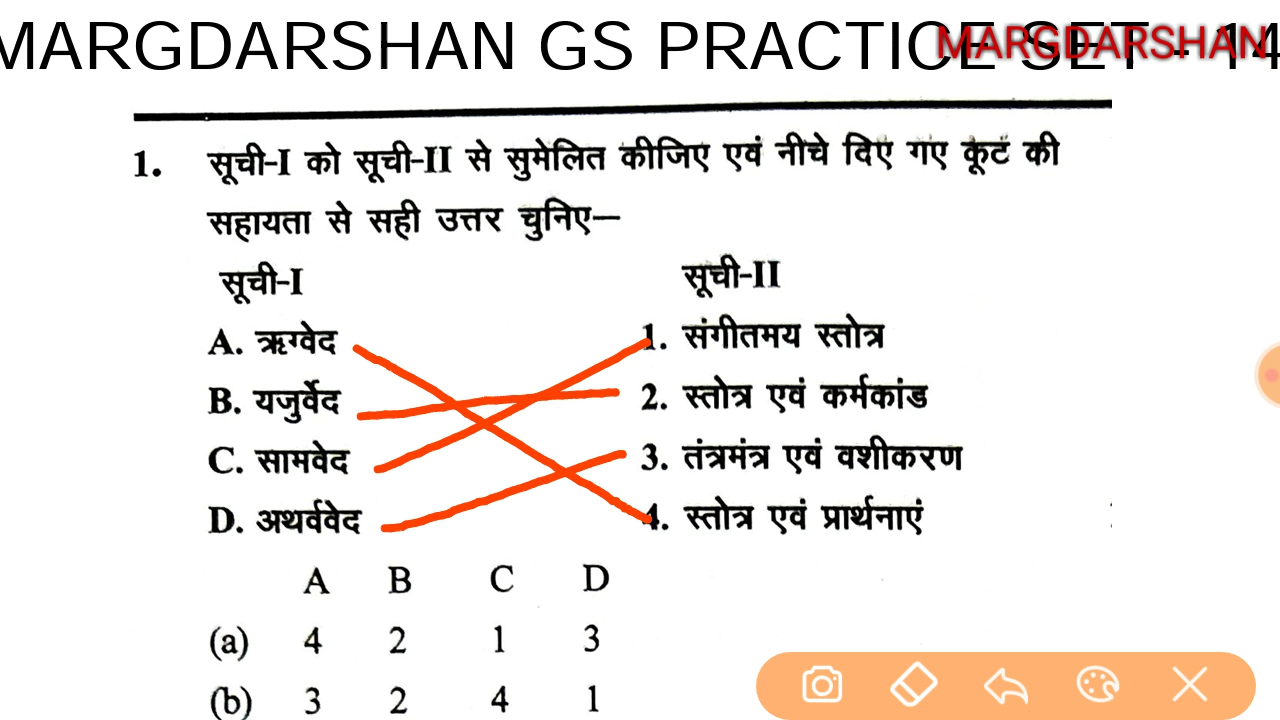 MARGDARSHAN GS PRACTICE SET - 14
MARGDARSHAN
1. सूची-I को सूची-II से सुमेलित कीजिए एवं नीचे दिए गए कूट की
सहायता से सही उत्तर चुनिए–
सूची-I सूची-II
A. ऋग्वेद 1. संगीतमय स्तोत्र
B. यजुर्वेद 2. स्तोत्र एवं कर्मकांड
C. सामवेद 3. तंत्रमंत्र एवं वशीकरण
D. अथर्ववेद 4. स्तोत्र एवं प्रार्थनाएं
A B C D
(a) 4 2 1 3
(b) 3 2 4 1